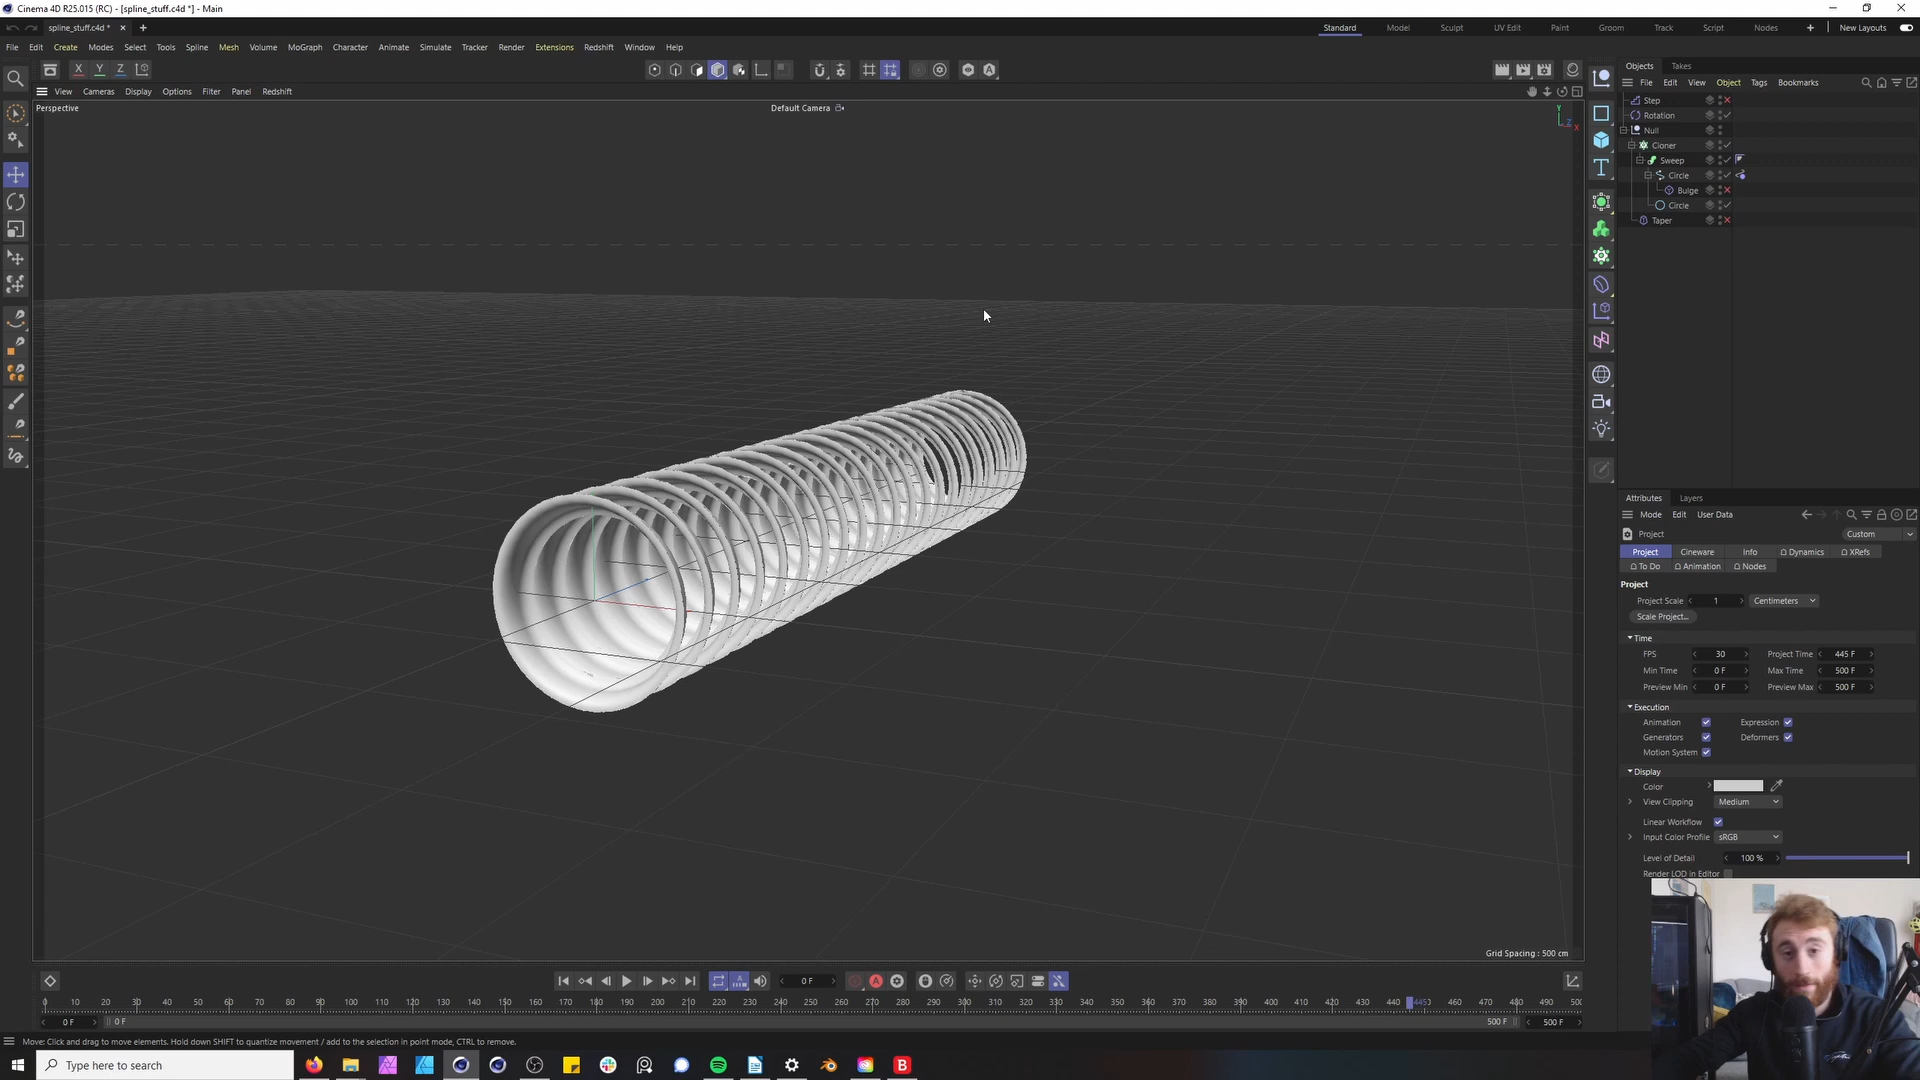 Cinema 4D R25.015 (RC) - [spline_stuff.c4d *] - Main
spline_stuff.c4d *
Standard Model Sculpt UV Edit Paint Groom Track Script Nodes New Layouts
File Edit Create Modes Select Tools Spline Mesh Volume MoGraph Character Animate Simulate Tracker Render Extensions Redshift Window Help
X Y Z
View Cameras Display Options Filter Panel Redshift
Perspective
Default Camera
Y
Z
X
Objects Takes
File Edit View Object Tags Bookmarks
Step
Rotation
Null
Cloner
Sweep
Circle
Bulge
Circle
Taper
Attributes Layers
Mode Edit User Data
Project Custom
Project Cineware Info Dynamics XRefs
To Do Animation Nodes
Project
Project Scale 1 Centimeters
Scale Project...
Time
FPS 30 Project Time 445 F
Min Time 0 F Max Time 500 F
Preview Min 0 F Preview Max 500 F
Execution
Animation Expression
Generators Deformers
Motion System
Display
Color
View Clipping Medium
Linear Workflow
Input Color Profile sRGB
Level of Detail 100 %
Render LOD in Editor
Grid Spacing : 500 cm
0 F
0 10 20 30 40 50 60 70 80 90 100 110 120 130 140 150 160 170 180 190 200 210 220 230 240 250 260 270 280 290 300 310 320 330 340 350 360 370 380 390 400 410 420 430 440 445 460 470 480 490 500
0 F 0 F 500 F 500 F
Move: Click and drag to move elements. Hold down SHIFT to quantize movement / add to the selection in point mode, CTRL to remove.
Type here to search